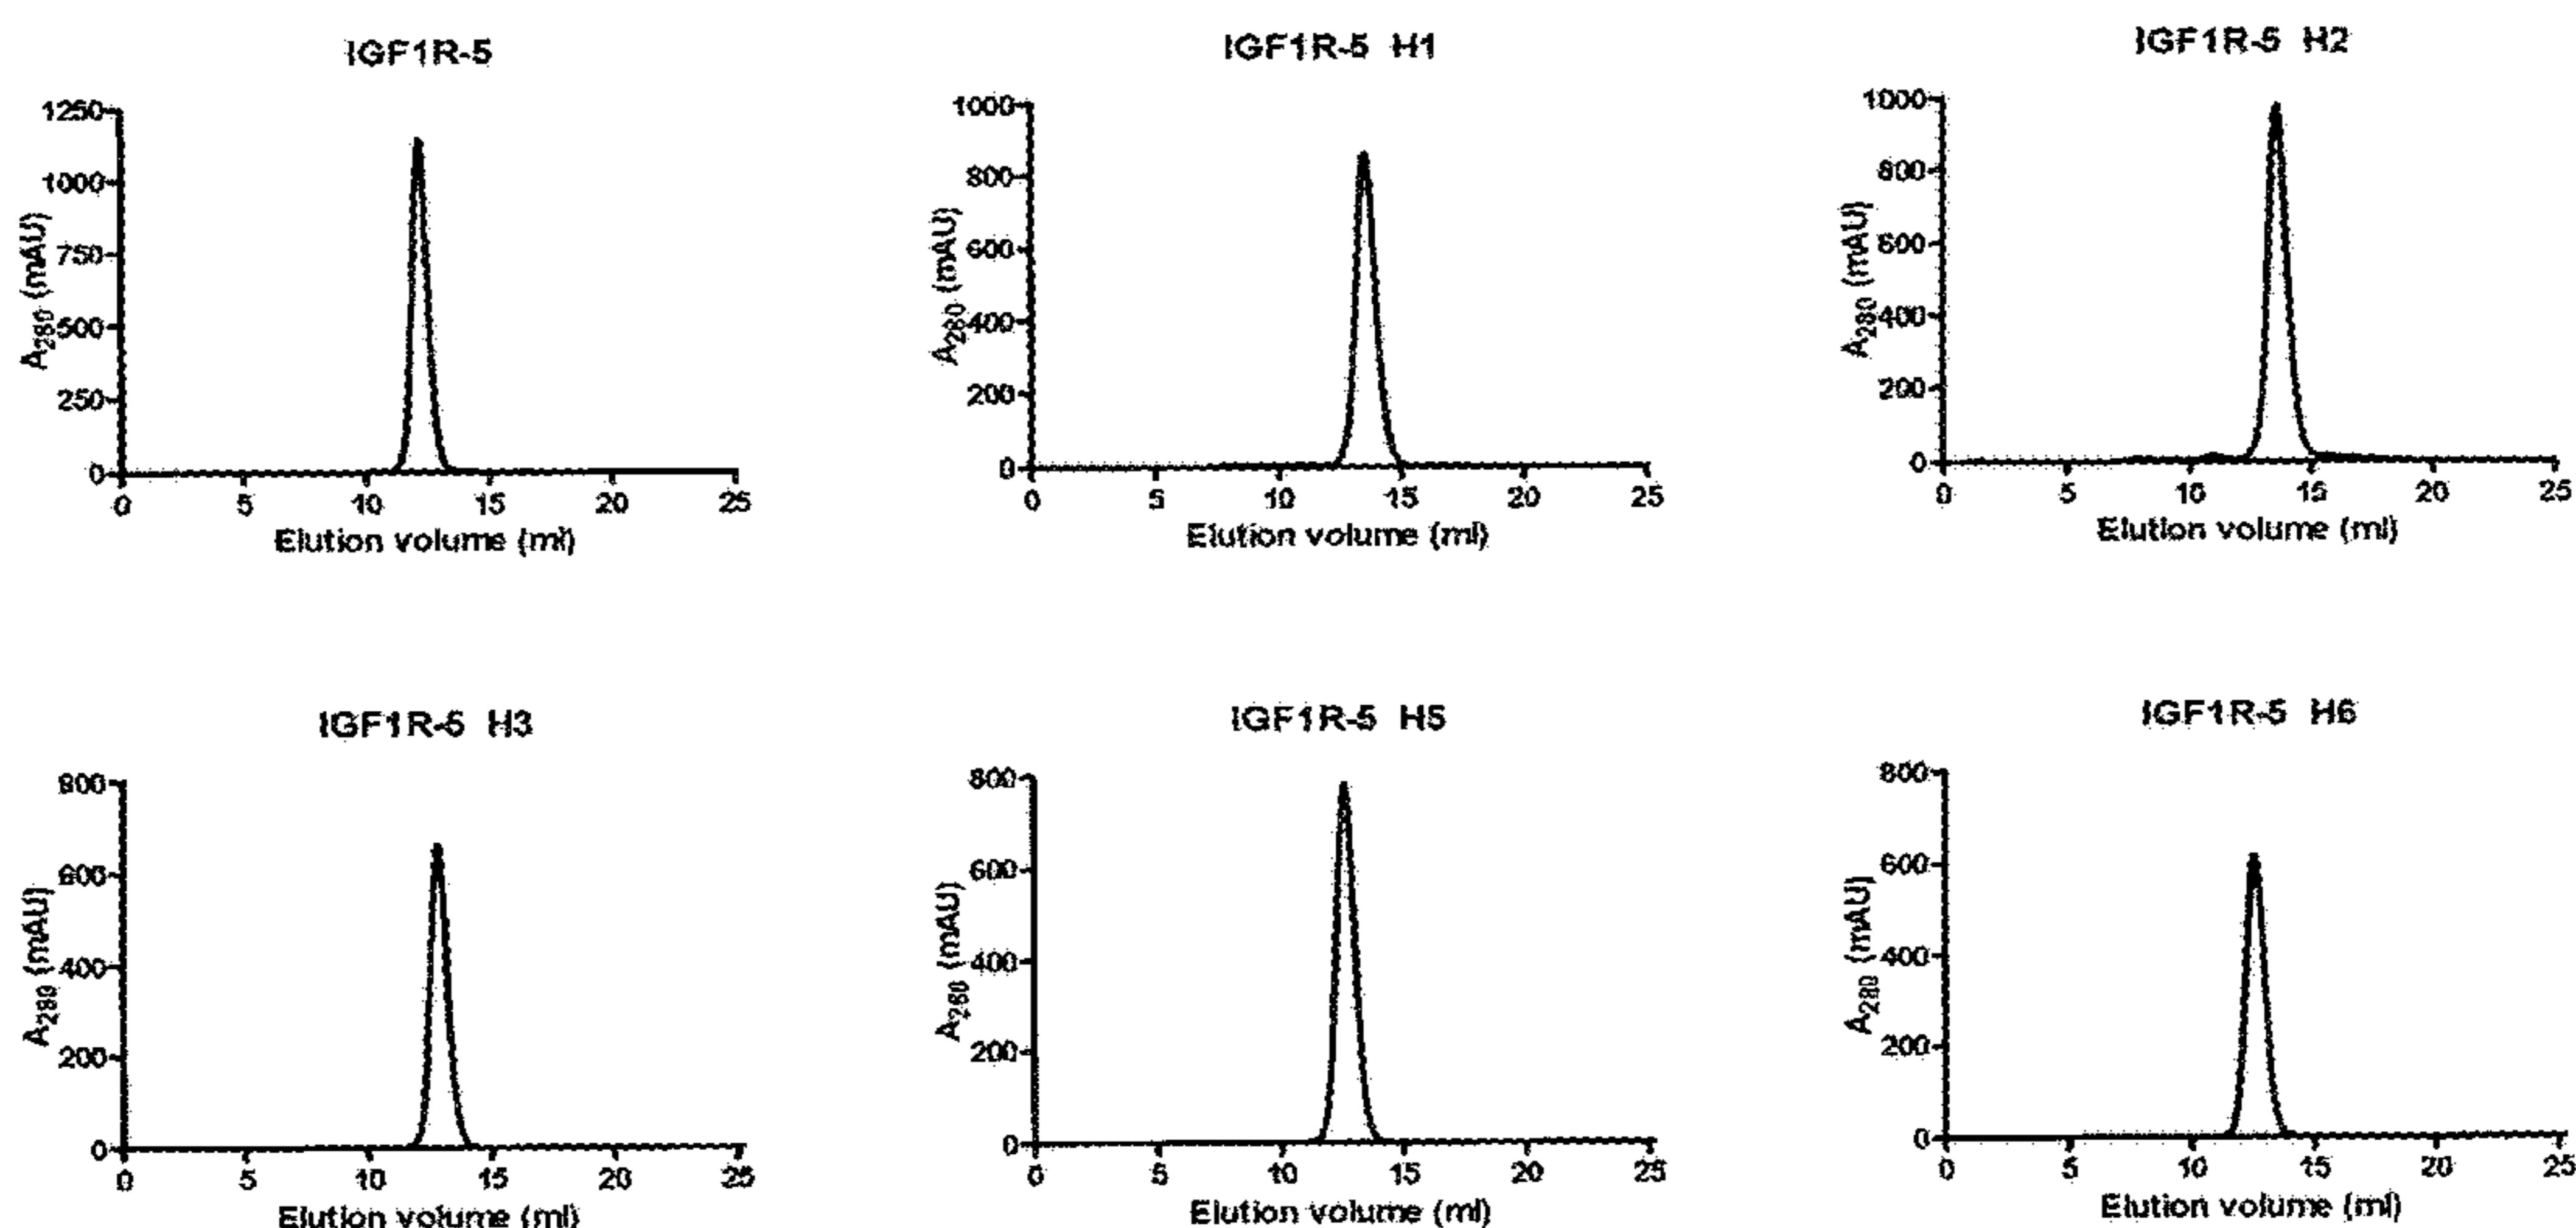 IGF1R-5
1250
1000
750
500
250
0
A280 (mAU)
0 5 10 15 20 25
Elution volume (ml)
IGF1R-5 H1
1000
800
600
400
200
0
A280 (mAU)
0 5 10 15 20 25
Elution volume (ml)
IGF1R-5 H2
1000
800
600
400
200
0
A280 (mAU)
0 5 10 15 20 25
Elution volume (ml)
IGF1R-5 H3
800
600
400
200
0
A280 (mAU)
0 5 10 15 20 25
Elution volume (ml)
IGF1R-5 H5
800
600
400
200
0
A280 (mAU)
0 5 10 15 20 25
Elution volume (ml)
IGF1R-5 H6
800
600
400
200
0
A280 (mAU)
0 5 10 15 20 25
Elution volume (ml)